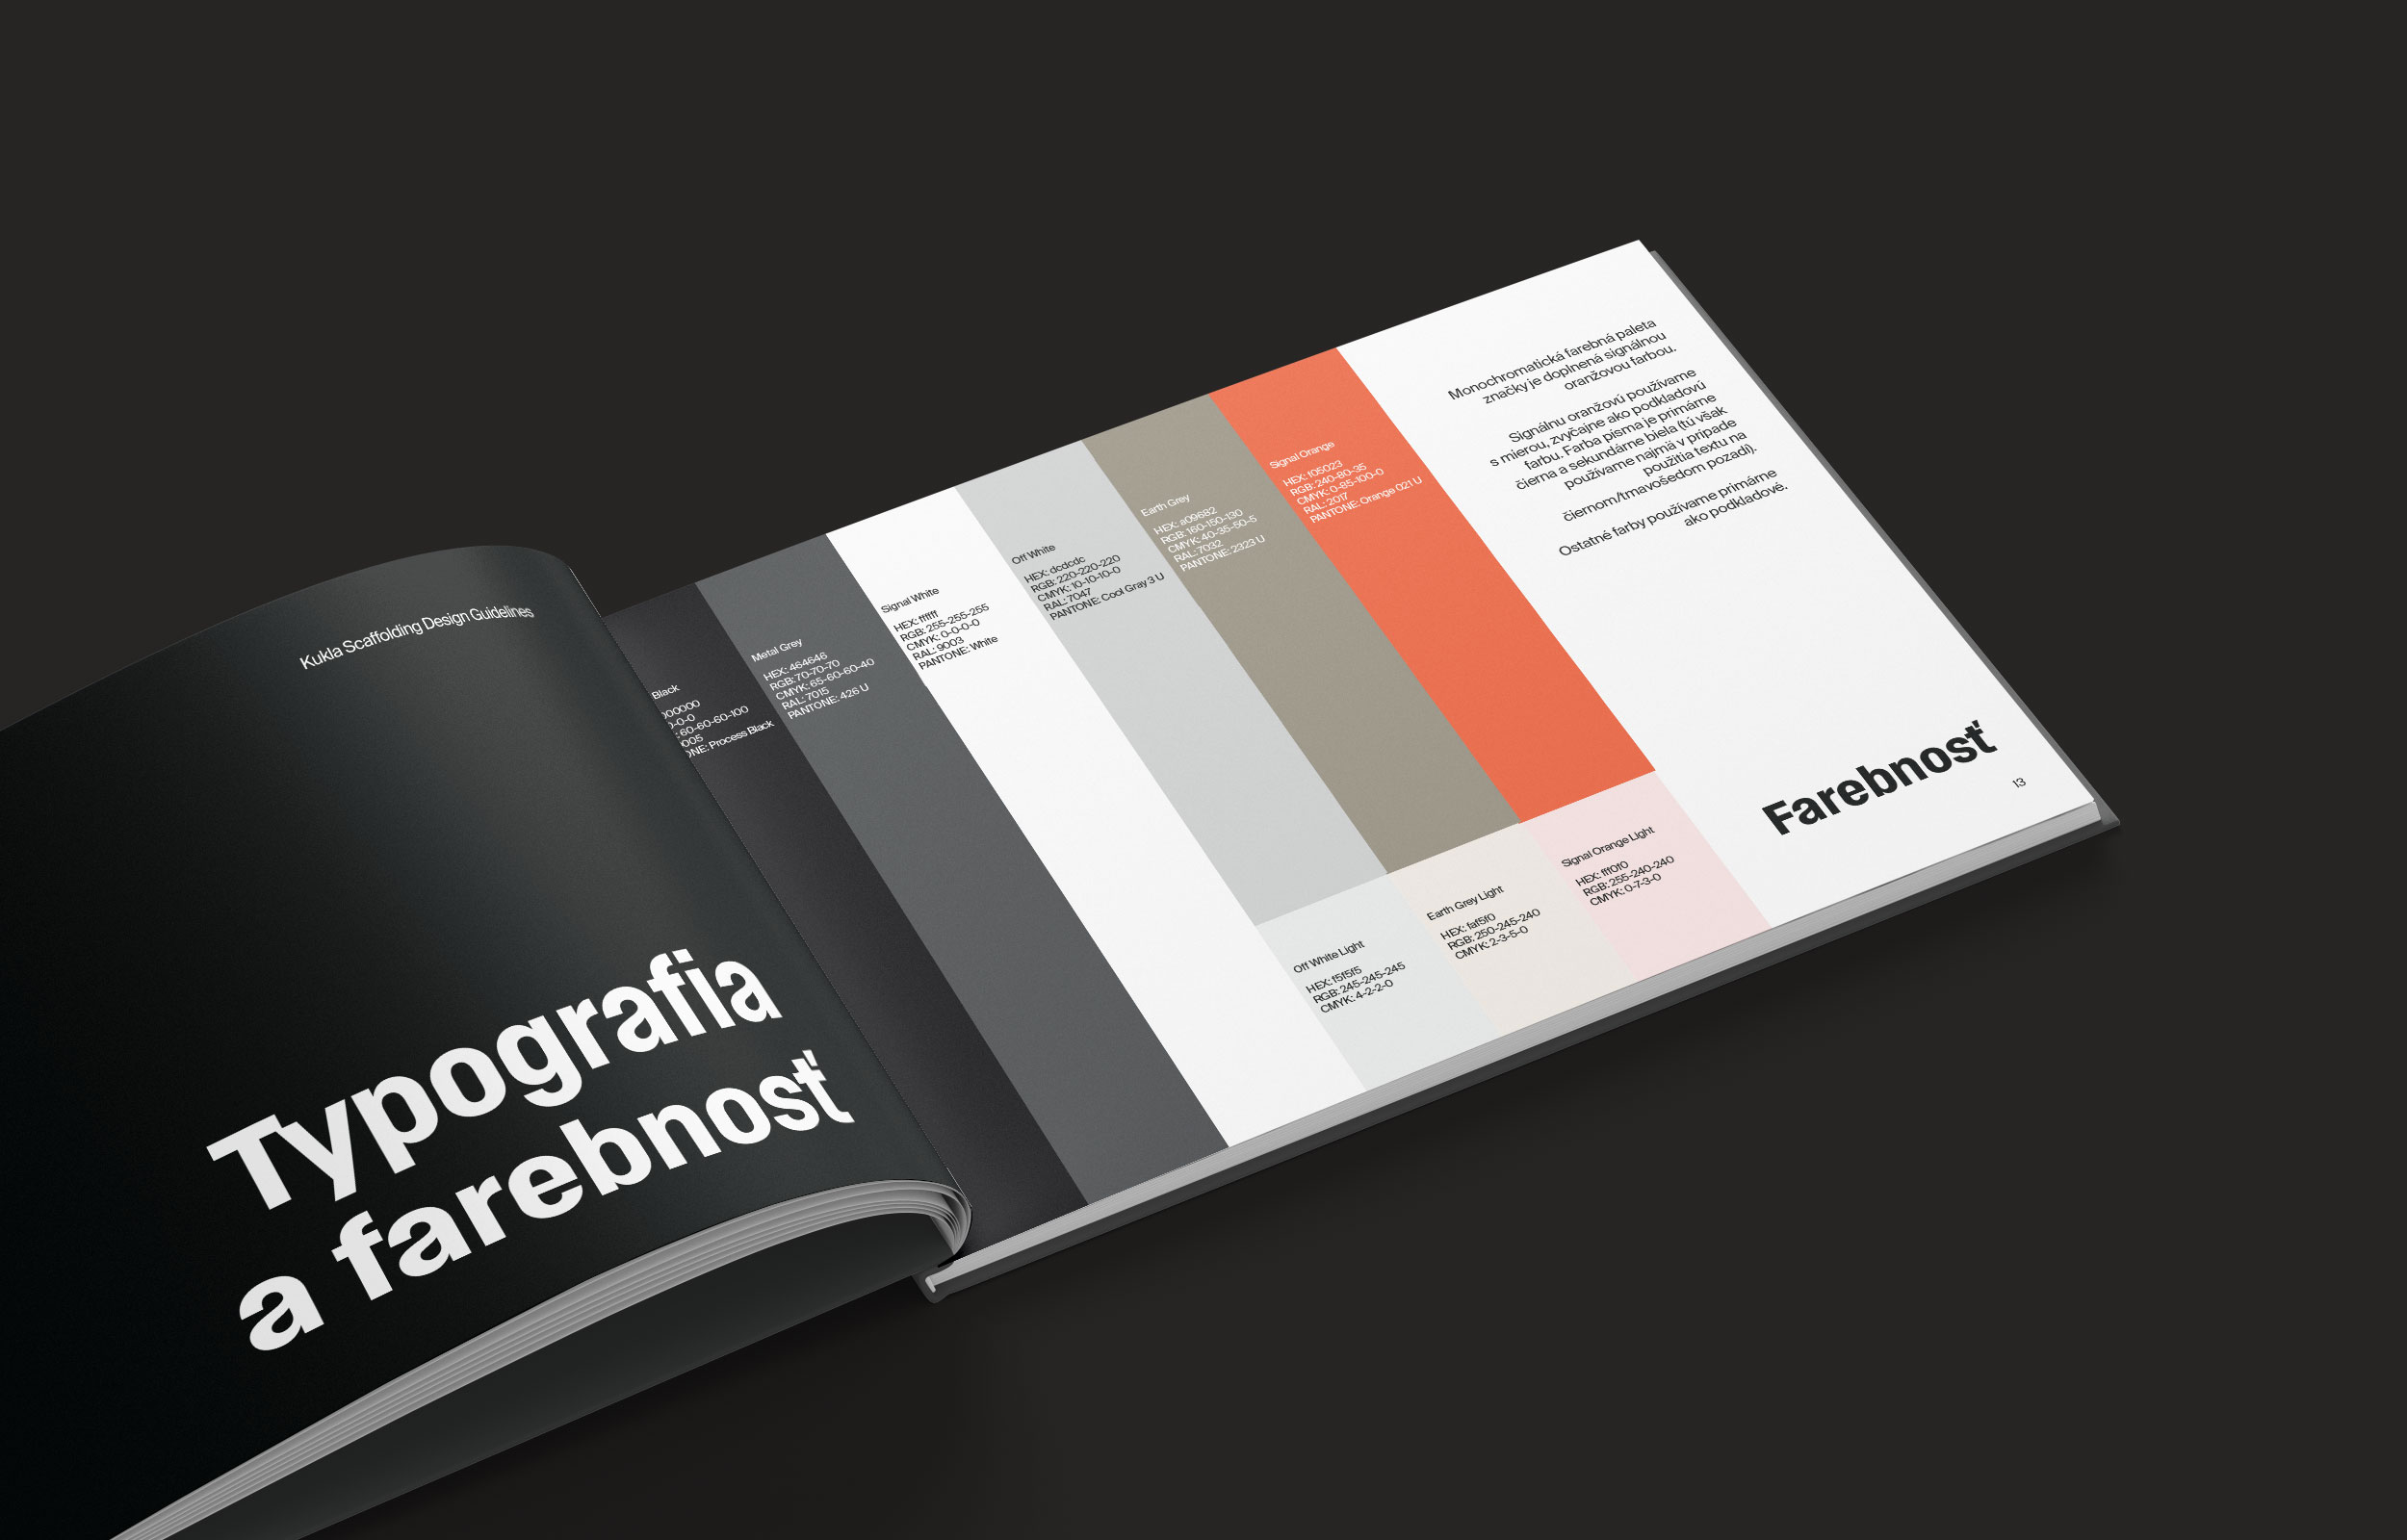 Kukla Scaffolding Design Guidelines
Typografia
a farebnosť
Black
000000
0-0-0
: 60-60-60-100
005
ONE: Process Black
Metal Grey
HEX: 464646
RGB: 70-70-70
CMYK: 65-60-60-40
RAL: 7015
PANTONE: 426 U
Signal White
HEX: ffffff
RGB: 255-255-255
CMYK: 0-0-0-0
RAL: 9003
PANTONE: White
Off White
HEX: dcdcdc
RGB: 220-220-220
CMYK: 10-10-10-0
RAL: 7047
PANTONE: Cool Gray 3 U
Earth Grey
HEX: a09682
RGB: 160-150-130
CMYK: 40-35-50-5
RAL: 7032
PANTONE: 2323 U
Signal Orange
HEX: f05023
RGB: 240-80-35
CMYK: 0-85-100-0
RAL: 2017
PANTONE: Orange 021 U
Off White Light
HEX: f5f5f5
RGB: 245-245-245
CMYK: 4-2-2-0
Earth Grey Light
HEX: faf5f0
RGB: 250-245-240
CMYK: 2-3-5-0
Signal Orange Light
HEX: fff0f0
RGB: 255-240-240
CMYK: 0-7-3-0
Monochromatická farebná paleta
značky je doplnená signálnou
oranžovou farbou.
Signálnu oranžovú používame
s mierou, zvyčajne ako podkladovú
farbu. Farba písma je primárne
čierna a sekundárne biela (tú však
používame najmä v prípade
použitia textu na
čiernom/tmavošedom pozadí).
Ostatné farby používame primárne
ako podkladové.
Farebnosť
13